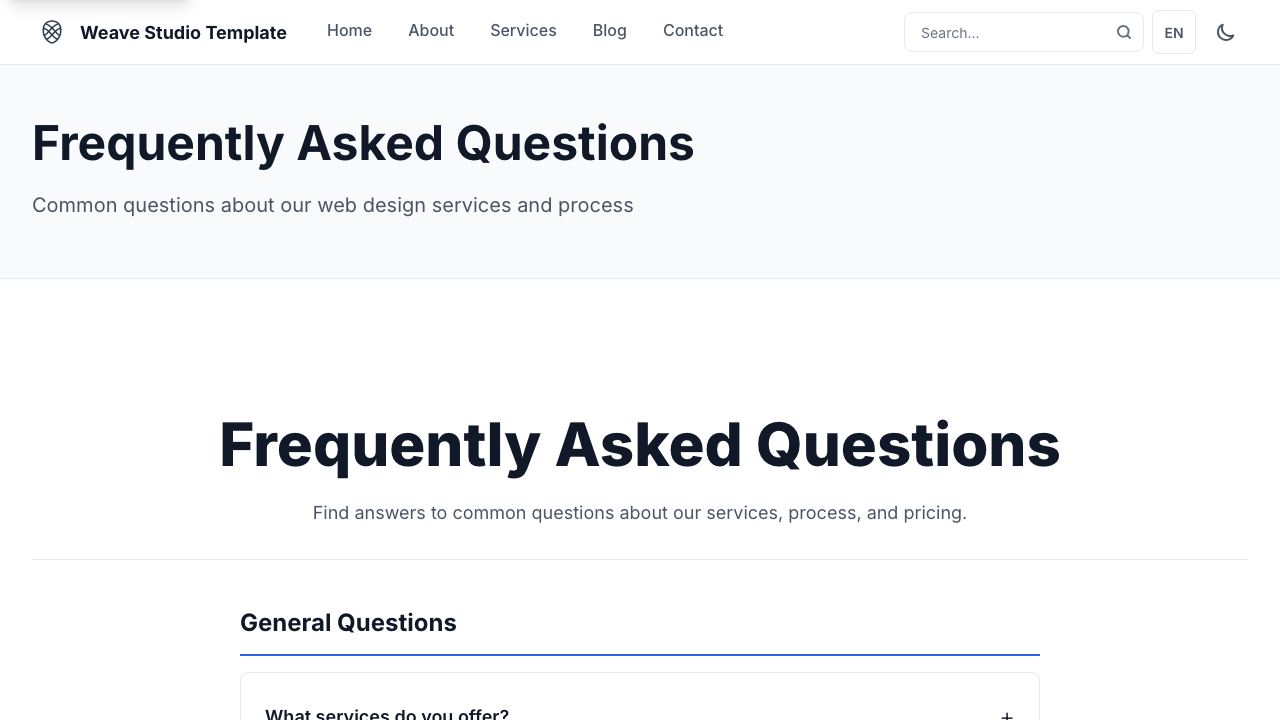 Weave Studio Template
Home
About
Services
Blog
Contact
Search...
EN
Frequently Asked Questions
Common questions about our web design services and process
Frequently Asked Questions
Find answers to common questions about our services, process, and pricing.
General Questions
What services do you offer?
+